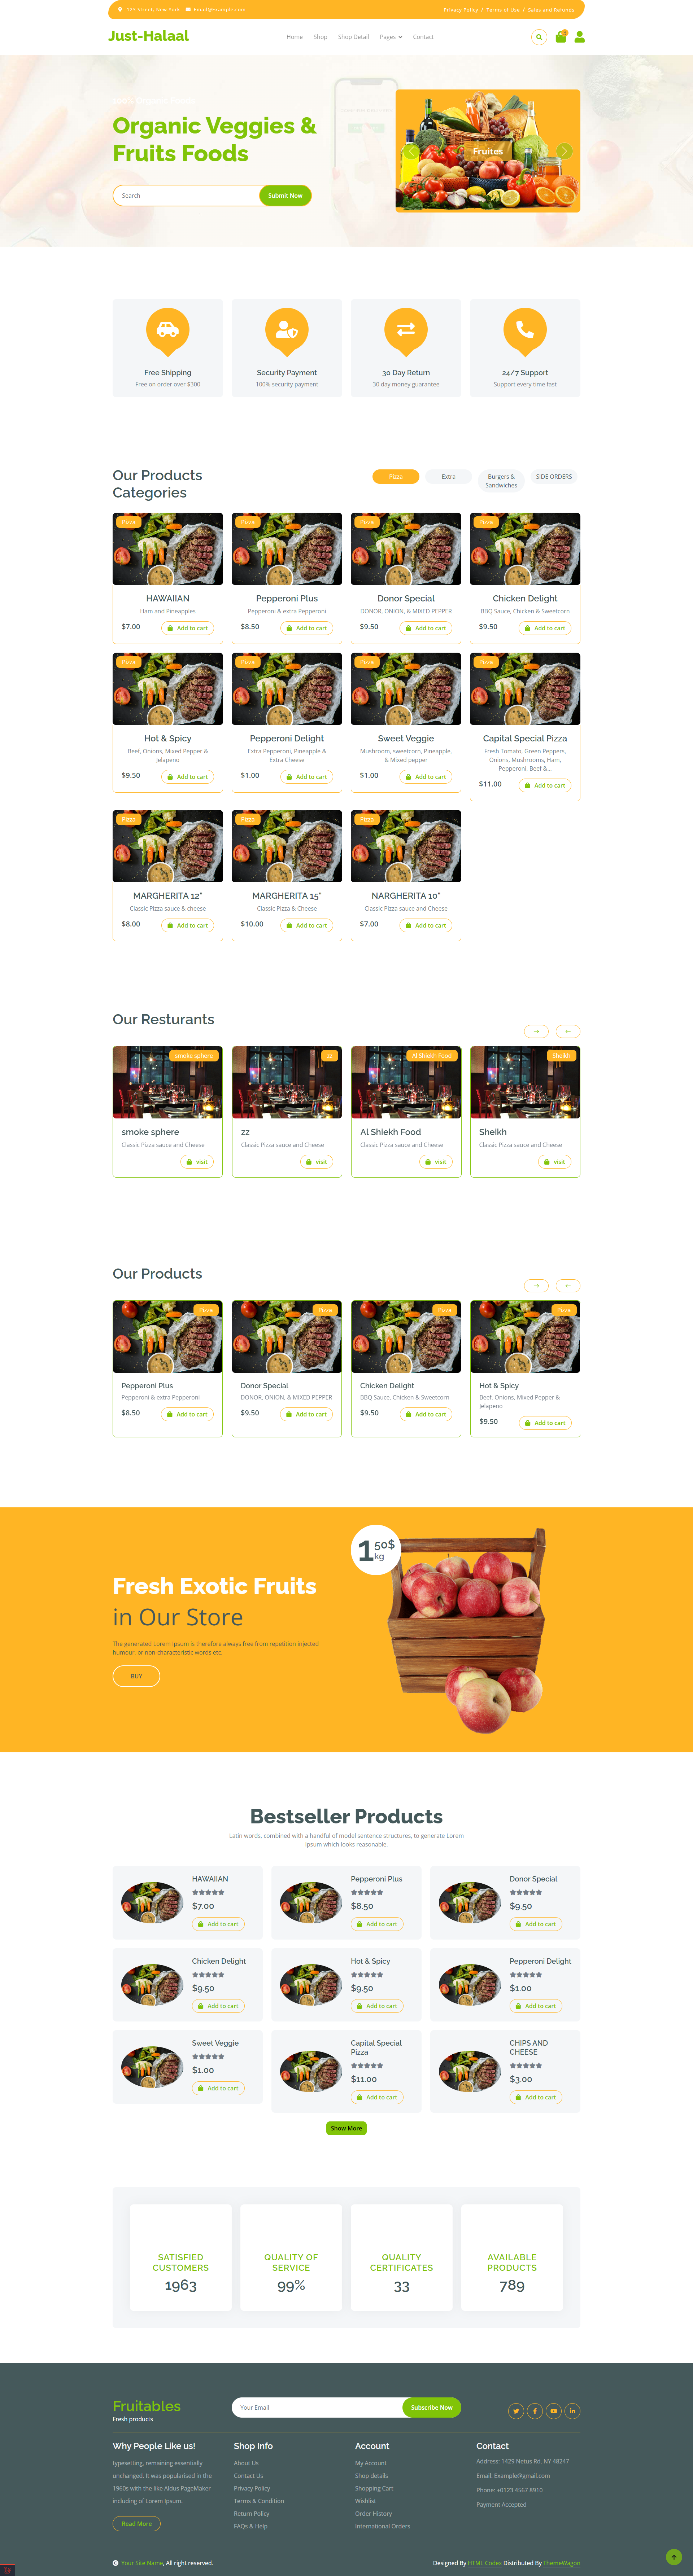 123 Street, New York Email@Example.com
Privacy Policy / Terms of Use / Sales and Refunds
Just-Halaal
Home Shop Shop Detail Pages Contact
Organic Veggies &
Fruits Foods
Search Submit Now
Fruites
Free Shipping
Free on order over $300
Security Payment
100% security payment
30 Day Return
30 day money guarantee
24/7 Support
Support every time fast
Our Products
Categories
Pizza
Extra
Burgers &
Sandwiches
SIDE ORDERS
Pizza
HAWAIIAN
Ham and Pineapples
$7.00 Add to cart
Pizza
Pepperoni Plus
Pepperoni & extra Pepperoni
$8.50 Add to cart
Pizza
Donor Special
DONOR, ONION, & MIXED PEPPER
$9.50 Add to cart
Pizza
Chicken Delight
BBQ Sauce, Chicken & Sweetcorn
$9.50 Add to cart
Pizza
Hot & Spicy
Beef, Onions, Mixed Pepper &
Jelapeno
$9.50 Add to cart
Pizza
Pepperoni Delight
Extra Pepperoni, Pineapple &
Extra Cheese
$1.00 Add to cart
Pizza
Sweet Veggie
Mushroom, sweetcorn, Pineapple,
& Mixed pepper
$1.00 Add to cart
Pizza
Capital Special Pizza
Fresh Tomato, Green Peppers,
Onions, Mushrooms, Ham,
Pepperoni, Beef &...
$11.00 Add to cart
Pizza
MARGHERITA 12"
Classic Pizza sauce & cheese
$8.00 Add to cart
Pizza
MARGHERITA 15"
Classic Pizza & Cheese
$10.00 Add to cart
Pizza
NARGHERITA 10"
Classic Pizza sauce and Cheese
$7.00 Add to cart
Our Resturants
smoke sphere
smoke sphere
Classic Pizza sauce and Cheese
visit
zz
zz
Classic Pizza sauce and Cheese
visit
Al Shiekh Food
Al Shiekh Food
Classic Pizza sauce and Cheese
visit
Sheikh
Sheikh
Classic Pizza sauce and Cheese
visit
Our Products
Pizza
Pepperoni Plus
Pepperoni & extra Pepperoni
$8.50 Add to cart
Pizza
Donor Special
DONOR, ONION, & MIXED PEPPER
$9.50 Add to cart
Pizza
Chicken Delight
BBQ Sauce, Chicken & Sweetcorn
$9.50 Add to cart
Pizza
Hot & Spicy
Beef, Onions, Mixed Pepper &
Jelapeno
$9.50 Add to cart
Fresh Exotic Fruits
in Our Store
The generated Lorem Ipsum is therefore always free from repetition injected
humour, or non-characteristic words etc.
BUY
1 50$
kg
Bestseller Products
Latin words, combined with a handful of model sentence structures, to generate Lorem
Ipsum which looks reasonable.
HAWAIIAN
$7.00
Add to cart
Pepperoni Plus
$8.50
Add to cart
Donor Special
$9.50
Add to cart
Chicken Delight
$9.50
Add to cart
Hot & Spicy
$9.50
Add to cart
Pepperoni Delight
$1.00
Add to cart
Sweet Veggie
$1.00
Add to cart
Capital Special
Pizza
$11.00
Add to cart
CHIPS AND
CHEESE
$3.00
Add to cart
Show More
SATISFIED
CUSTOMERS
1963
QUALITY OF
SERVICE
99%
QUALITY
CERTIFICATES
33
AVAILABLE
PRODUCTS
789
Fruitables
Fresh products
Your Email Subscribe Now
Why People Like us!
typesetting, remaining essentially
unchanged. It was popularised in the
1960s with the like Aldus PageMaker
including of Lorem Ipsum.
Read More
Shop Info
About Us
Contact Us
Privacy Policy
Terms & Condition
Return Policy
FAQs & Help
Account
My Account
Shop details
Shopping Cart
Wishlist
Order History
International Orders
Contact
Address: 1429 Netus Rd, NY 48247
Email: Example@gmail.com
Phone: +0123 4567 8910
Payment Accepted
Your Site Name, All right reserved.
Designed By HTML Codex Distributed By ThemeWagon